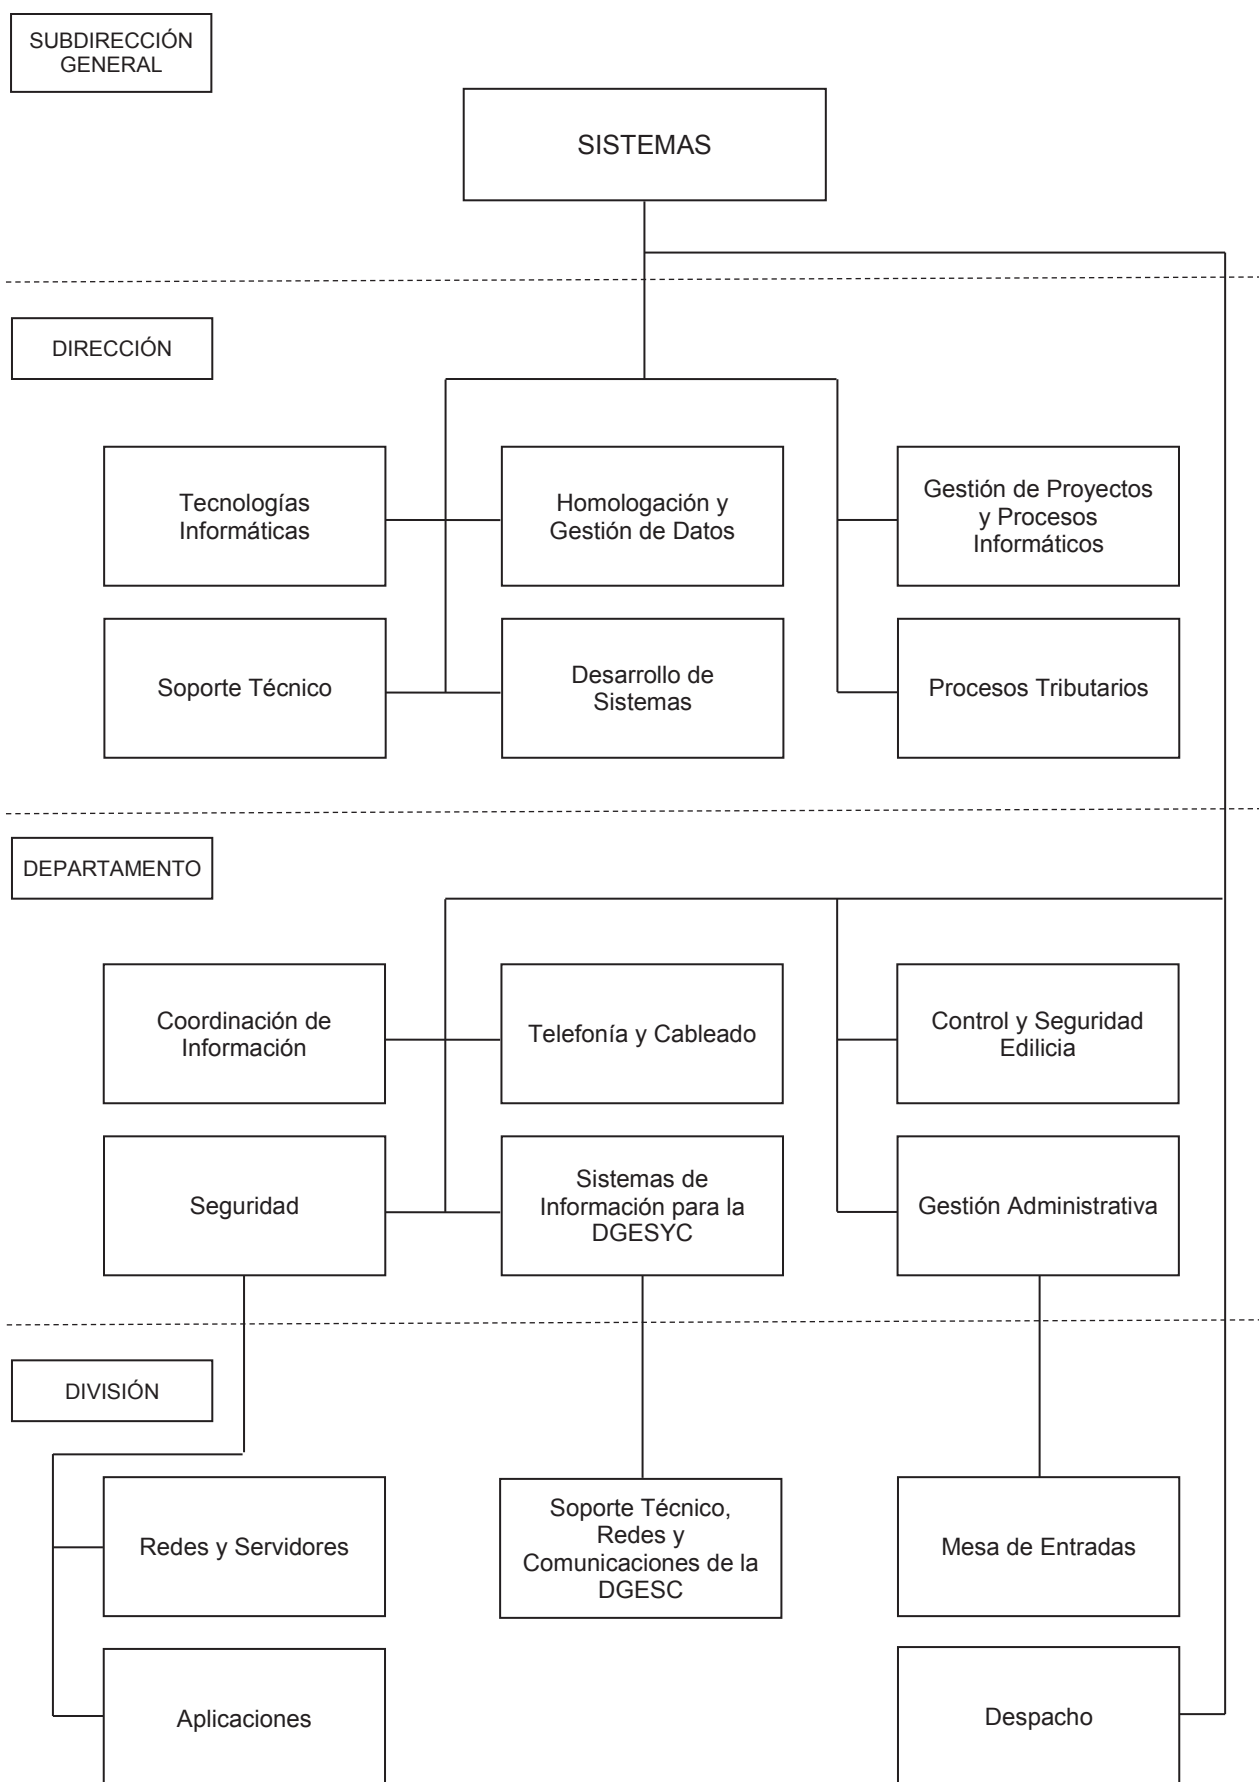 SUBDIRECCIÓN
GENERAL
SISTEMAS
DIRECCIÓN
Tecnologías
Informáticas
Homologación y
Gestión de Datos
Gestión de Proyectos
y Procesos
Informáticos
Soporte Técnico
Desarrollo de
Sistemas
Procesos Tributarios
DEPARTAMENTO
Coordinación de
Información
Telefonía y Cableado
Control y Seguridad
Edilicia
Seguridad
Sistemas de
Información para la
DGESYC
Gestión Administrativa
DIVISIÓN
Redes y Servidores
Soporte Técnico,
Redes y
Comunicaciones de la
DGESC
Mesa de Entradas
Aplicaciones
Despacho